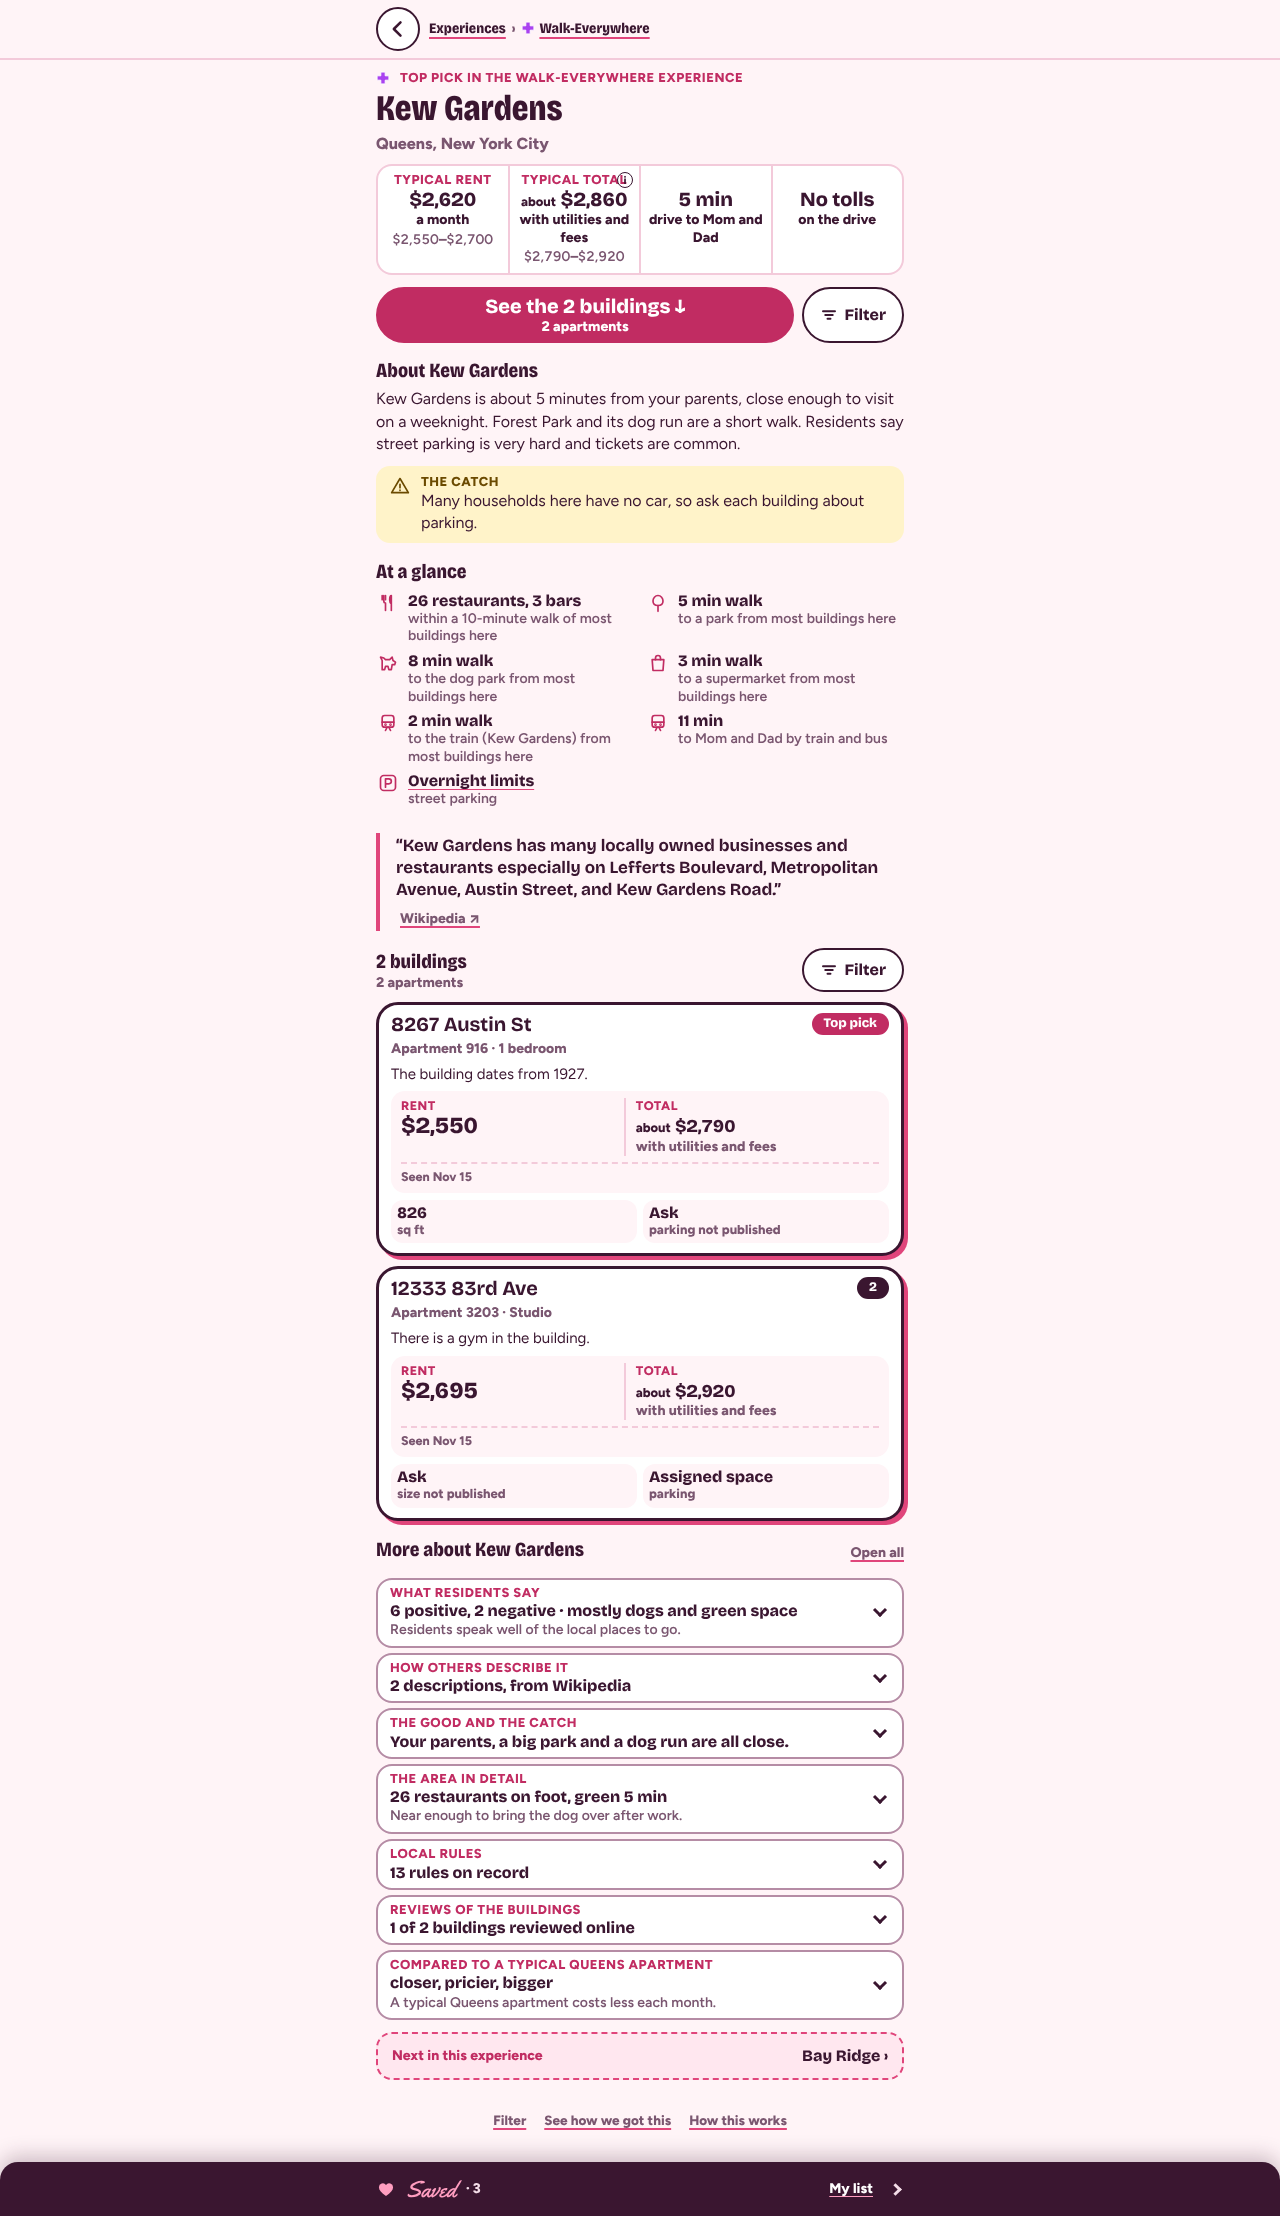 Experiences › Walk-Everywhere
TOP PICK IN THE WALK-EVERYWHERE EXPERIENCE
Kew Gardens
Queens, New York City
TYPICAL RENT
$2,620
a month
$2,550–$2,700
TYPICAL TOTAL
about $2,860
with utilities and
fees
$2,790–$2,920
5 min
drive to Mom and
Dad
No tolls
on the drive
See the 2 buildings ↓
2 apartments
Filter
About Kew Gardens
Kew Gardens is about 5 minutes from your parents, close enough to visit
on a weeknight. Forest Park and its dog run are a short walk. Residents say
street parking is very hard and tickets are common.
THE CATCH
Many households here have no car, so ask each building about
parking.
At a glance
26 restaurants, 3 bars
within a 10-minute walk of most
buildings here
5 min walk
to a park from most buildings here
8 min walk
to the dog park from most
buildings here
3 min walk
to a supermarket from most
buildings here
2 min walk
to the train (Kew Gardens) from
most buildings here
11 min
to Mom and Dad by train and bus
Overnight limits
street parking
“Kew Gardens has many locally owned businesses and
restaurants especially on Lefferts Boulevard, Metropolitan
Avenue, Austin Street, and Kew Gardens Road.”
Wikipedia ↗
2 buildings
2 apartments
Filter
8267 Austin St
Top pick
Apartment 916 · 1 bedroom
The building dates from 1927.
RENT
$2,550
TOTAL
about $2,790
with utilities and fees
Seen Nov 15
826
sq ft
Ask
parking not published
12333 83rd Ave
2
Apartment 3203 · Studio
There is a gym in the building.
RENT
$2,695
TOTAL
about $2,920
with utilities and fees
Seen Nov 15
Ask
size not published
Assigned space
parking
More about Kew Gardens
Open all
WHAT RESIDENTS SAY
6 positive, 2 negative · mostly dogs and green space
Residents speak well of the local places to go.
HOW OTHERS DESCRIBE IT
2 descriptions, from Wikipedia
THE GOOD AND THE CATCH
Your parents, a big park and a dog run are all close.
THE AREA IN DETAIL
26 restaurants on foot, green 5 min
Near enough to bring the dog over after work.
LOCAL RULES
13 rules on record
REVIEWS OF THE BUILDINGS
1 of 2 buildings reviewed online
COMPARED TO A TYPICAL QUEENS APARTMENT
closer, pricier, bigger
A typical Queens apartment costs less each month.
Next in this experience
Bay Ridge ›
Filter
See how we got this
How this works
Saved · 3
My list